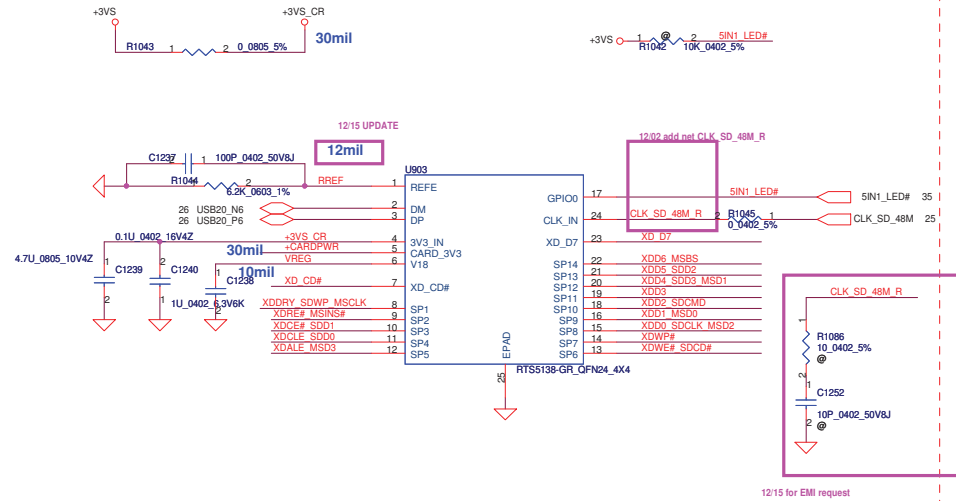 +3VS
+3VS_CR
R1043 1 2 0_0805_5%
30mil
+3VS 1 @ 2 5IN1_LED#
R1042 10K_0402_5%
12/15 UPDATE
12mil
12/02 add net CLK_SD_48M_R
C1237 2 1 100P_0402_50V8J
R1044 1 2 RREF
6.2K_0603_1%
U903
1 REFE
26 USB20_N6 2 DM
26 USB20_P6 3 DP
+3VS_CR 4 3V3_IN
30mil +CARDPWR 5 CARD_3V3
VREG 6 V18
10mil
XD_CD# 7 XD_CD#
XDDRY_SDWP_MSCLK 8 SP1
XDRE#_MSINS# 9 SP2
XDCE#_SDD1 10 SP3
XDCLE_SDD0 11 SP4
XDALE_MSD3 12 SP5
0.1U_0402_16V4Z
4.7U_0805_10V4Z
1 C1239 2
2 C1240 1
1 C1238 2
1U_0402_6.3V6K
GPIO0 17 5IN1_LED# 5IN1_LED# 35
CLK_IN 24 CLK_SD_48M_R 2 R1045 1 CLK_SD_48M 25
0_0402_5%
XD_D7 23 XD_D7
SP14 22 XDD6_MSBS
SP13 21 XDD5_SDD2
SP12 20 XDD4_SDD3_MSD1
SP11 19 XDD3
SP10 18 XDD2_SDCMD
SP9 16 XDD1_MSD0
SP8 15 XDD0_SDCLK_MSD2
SP7 14 XDWP#
SP6 13 XDWE#_SDCD#
EPAD
25
RTS5138-GR_QFN24_4X4
CLK_SD_48M_R
1
R1086
10_0402_5%
@
2
1
C1252
10P_0402_50V8J
2 @
12/15 for EMI request